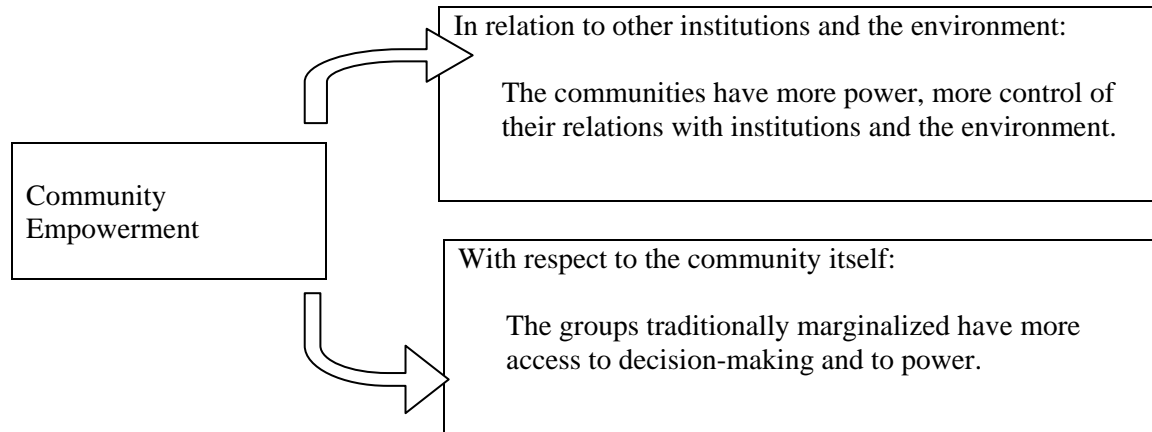 In relation to other institutions and the environment:
The communities have more power, more control of
their relations with institutions and the environment.
Community
Empowerment
With respect to the community itself:
The groups traditionally marginalized have more
access to decision-making and to power.